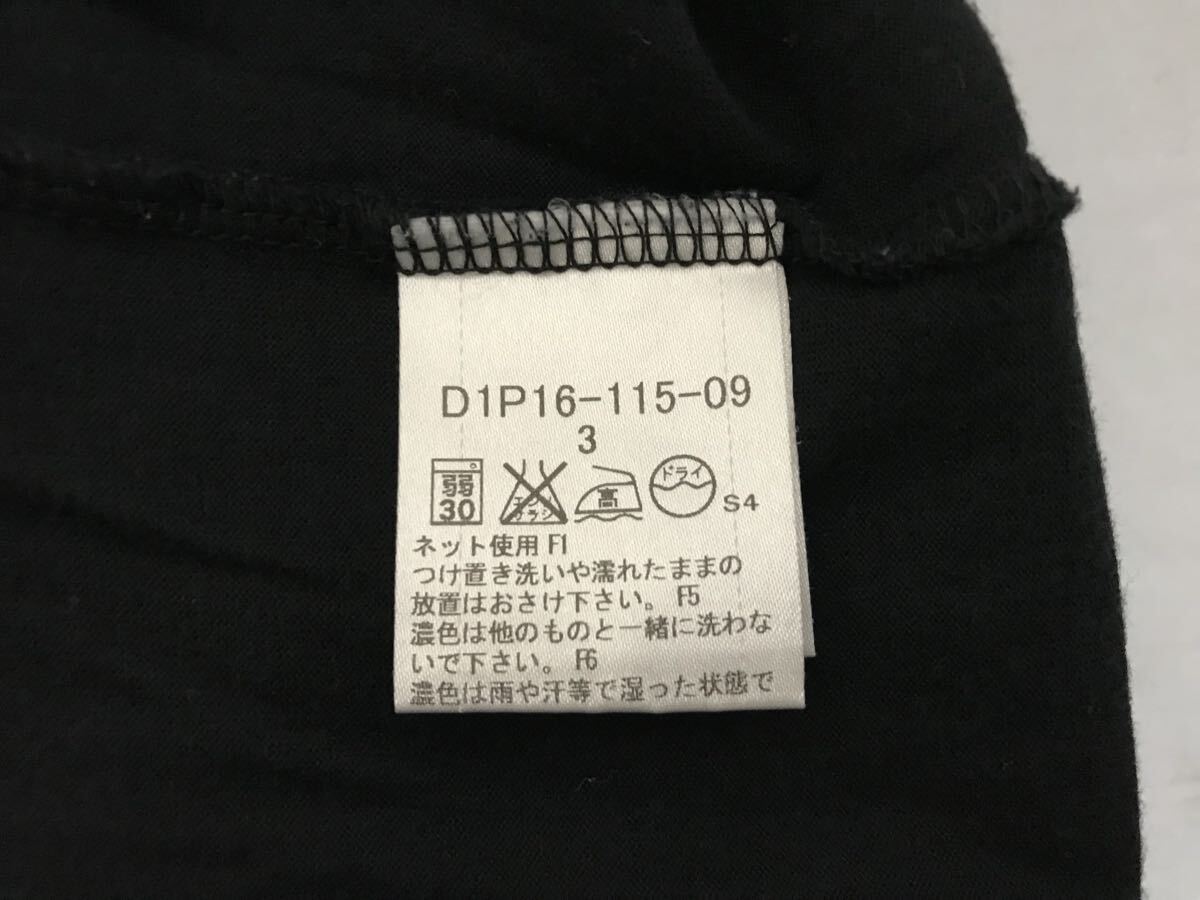 D1P16-115-09
3
弱 30 エンソ サラシ 高 ドライ S4
ネット使用 F1
つけ置き洗いや濡れたままの
放置はおさけ下さい。 F5
濃色は他のものと一緒に洗わな
いで下さい。 F6
濃色は雨や汗等で湿った状態で